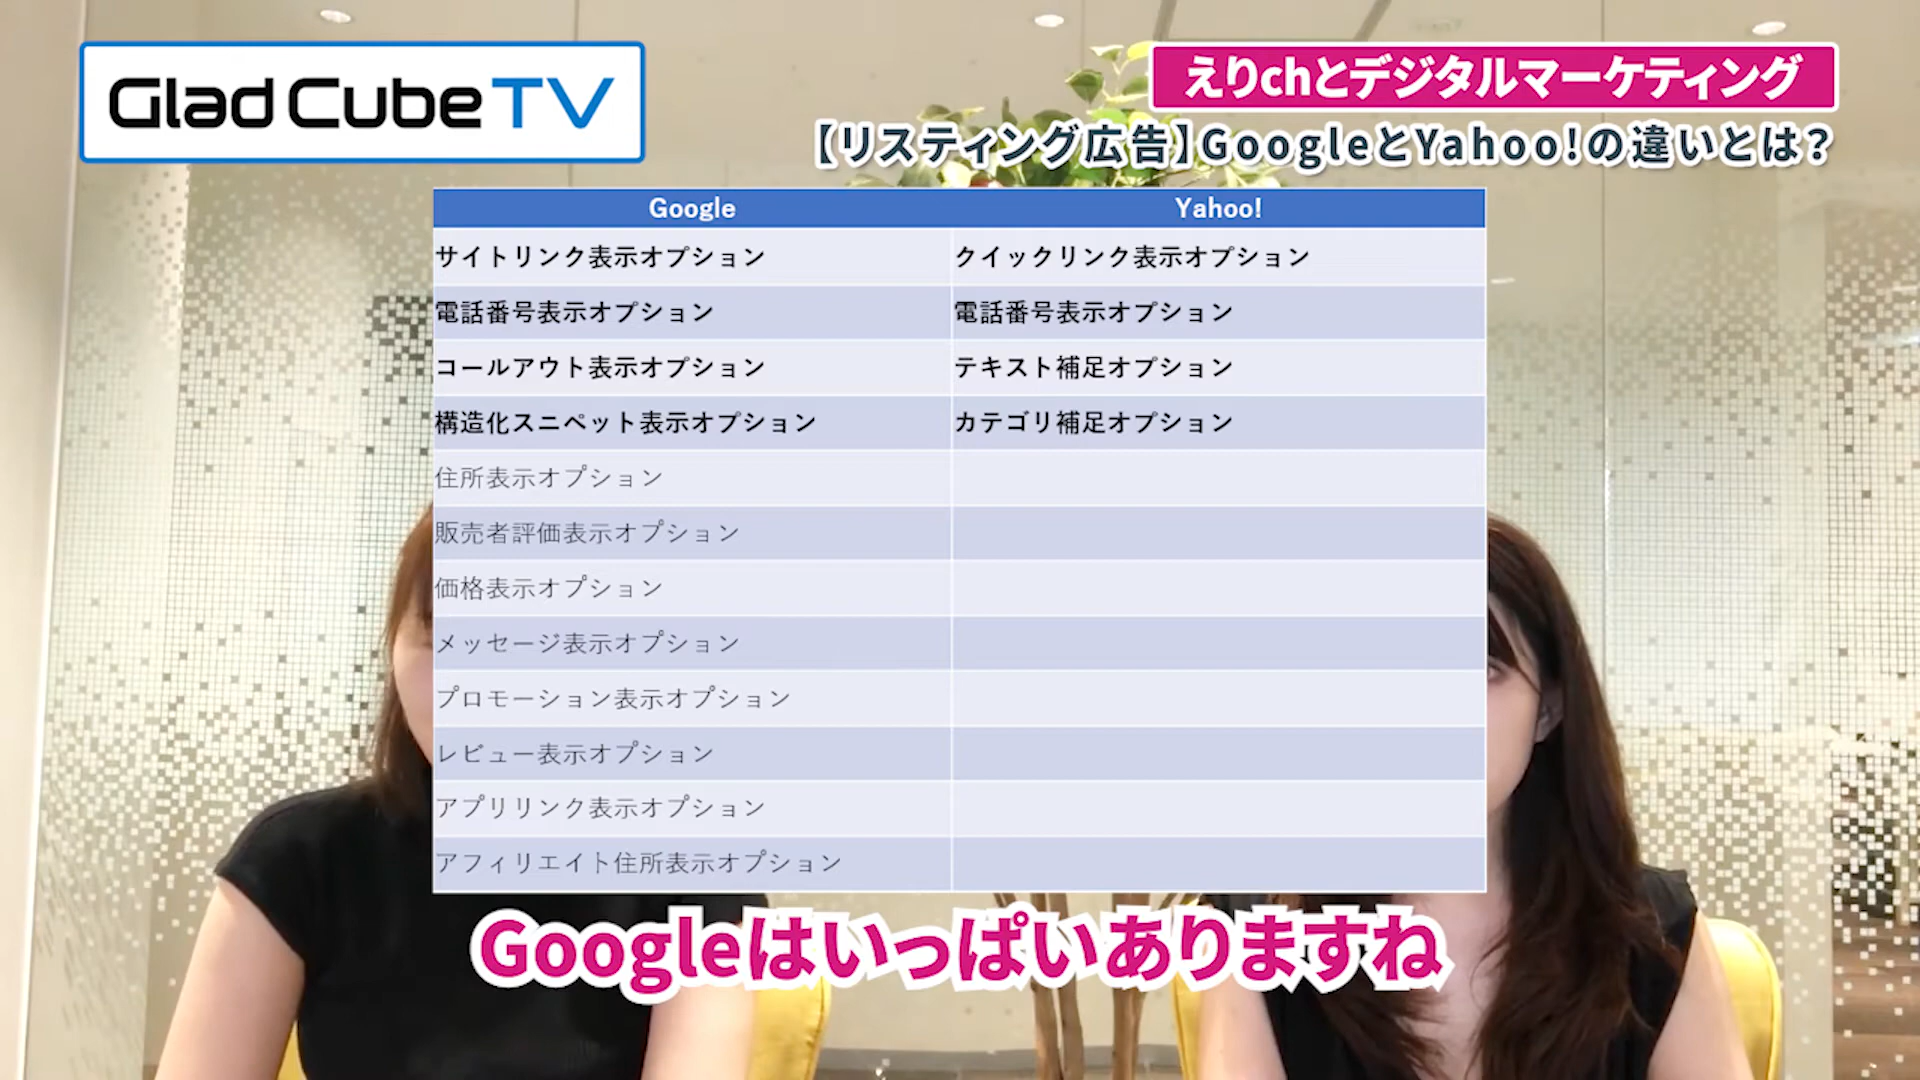 Glad Cube TV
えりchとデジタルマーケティング
【リスティング広告】GoogleとYahoo!の違いとは?
Google Yahoo!
サイトリンク表示オプション クイックリンク表示オプション
電話番号表示オプション 電話番号表示オプション
コールアウト表示オプション テキスト補足オプション
構造化スニペット表示オプション カテゴリ補足オプション
住所表示オプション
販売者評価表示オプション
価格表示オプション
メッセージ表示オプション
プロモーション表示オプション
レビュー表示オプション
アプリリンク表示オプション
アフィリエイト住所表示オプション
Googleはいっぱいありますね